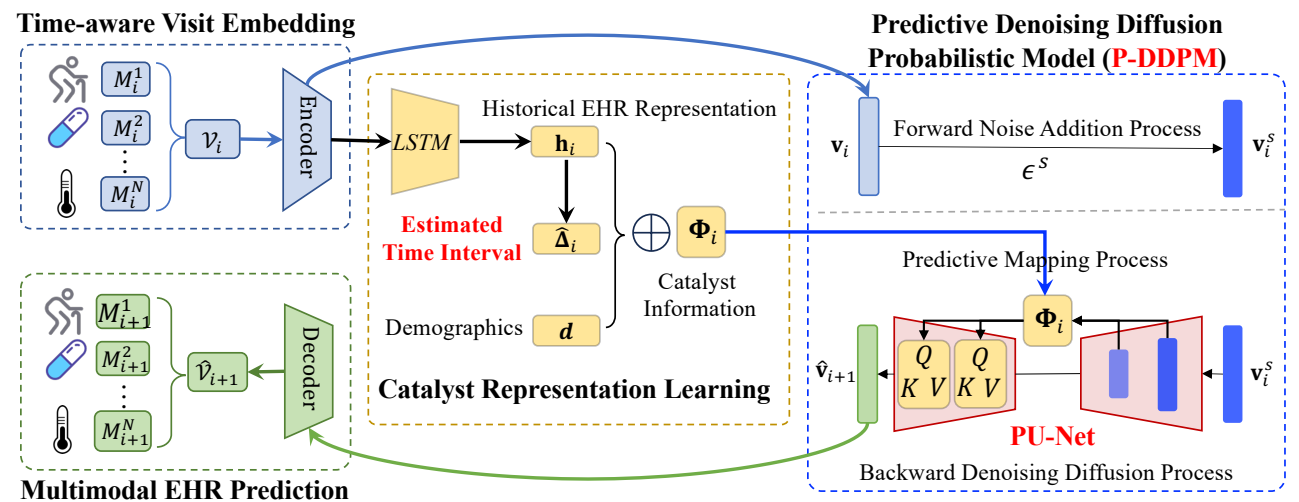 Time-aware Visit Embedding
M_i^1
M_i^2
⋮
M_i^N
𝒱_i
Encoder
LSTM
Historical EHR Representation
h_i
Estimated
Time Interval
Δ̂_i
Demographics
d
⊕
Φ_i
Catalyst
Information
Catalyst Representation Learning
Predictive Denoising Diffusion
Probabilistic Model (P-DDPM)
v_i
Forward Noise Addition Process
ϵ^s
v_i^s
Predictive Mapping Process
Φ_i
Q
K V
Q
K V
v̂_{i+1}
v_i^s
PU-Net
Backward Denoising Diffusion Process
M_{i+1}^1
M_{i+1}^2
⋮
M_{i+1}^N
𝒱̂_{i+1}
Decoder
Multimodal EHR Prediction